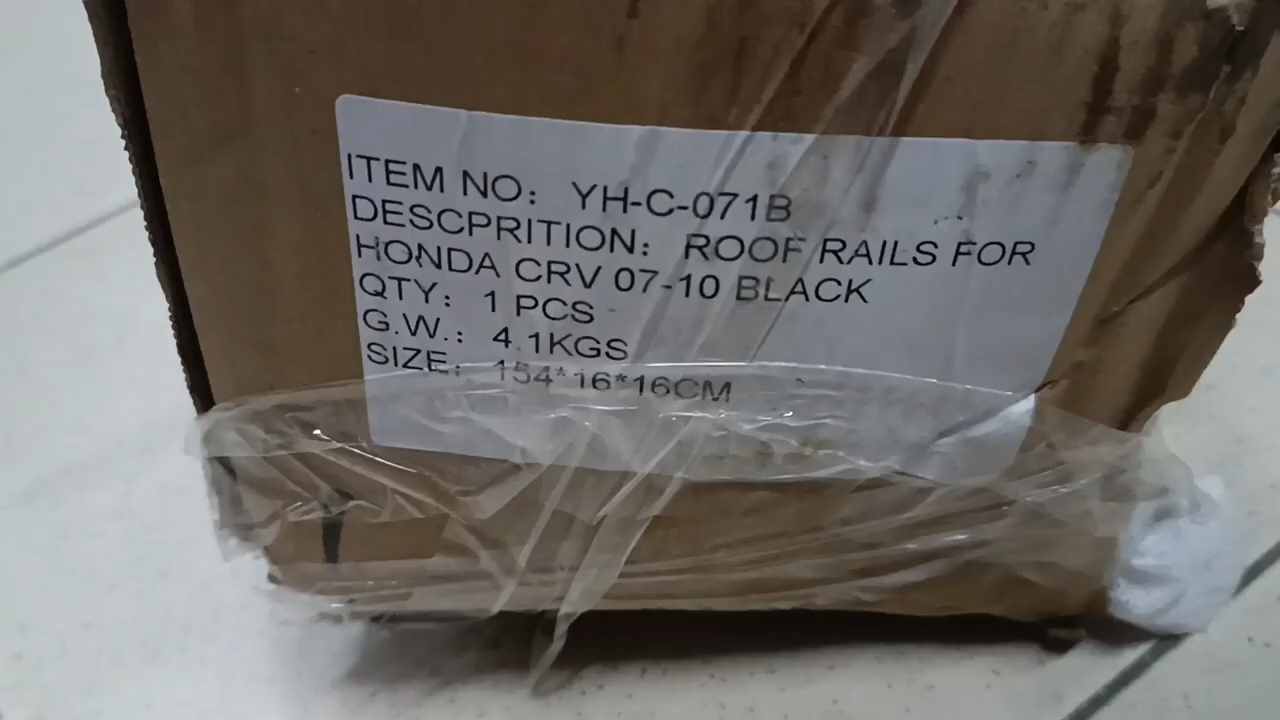 ITEM NO： YH-C-071B
DESCPRITION： ROOF RAILS FOR
HONDA CRV 07-10 BLACK
QTY： 1 PCS
G.W.： 4.1KGS
SIZE： 154*16*16CM